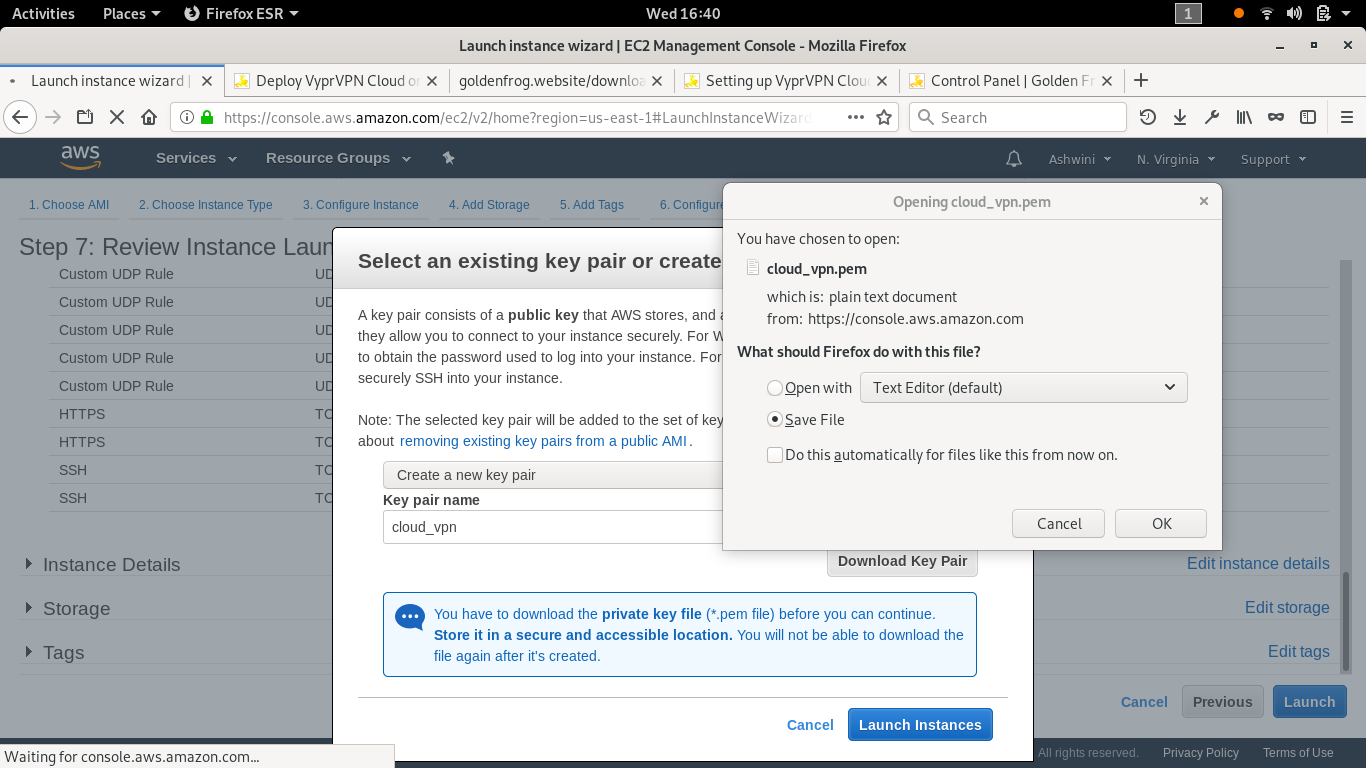 Activities Places Firefox ESR Wed 16:40 1
Launch instance wizard | EC2 Management Console - Mozilla Firefox
Launch instance wizard | Deploy VyprVPN Cloud on goldenfrog.website/downloa Setting up VyprVPN Cloud Control Panel | Golden Fr
https://console.aws.amazon.com/ec2/v2/home?region=us-east-1#LaunchInstanceWizard Search
aws Services Resource Groups Ashwini N. Virginia Support
1. Choose AMI 2. Choose Instance Type 3. Configure Instance 4. Add Storage 5. Add Tags 6. Configure
Step 7: Review Instance Laun
Custom UDP Rule UD
Custom UDP Rule UD
Custom UDP Rule UD
Custom UDP Rule UD
Custom UDP Rule UD
HTTPS TC
HTTPS TC
SSH TC
SSH TC
Instance Details Edit instance details
Storage Edit storage
Tags Edit tags
Cancel Previous Launch
Select an existing key pair or create
A key pair consists of a public key that AWS stores, and a
they allow you to connect to your instance securely. For W
to obtain the password used to log into your instance. For
securely SSH into your instance.
Note: The selected key pair will be added to the set of key
about removing existing key pairs from a public AMI.
Create a new key pair
Key pair name
cloud_vpn
Download Key Pair
You have to download the private key file (*.pem file) before you can continue.
Store it in a secure and accessible location. You will not be able to download the
file again after it's created.
Cancel Launch Instances
Opening cloud_vpn.pem
You have chosen to open:
cloud_vpn.pem
which is: plain text document
from: https://console.aws.amazon.com
What should Firefox do with this file?
Open with Text Editor (default)
Save File
Do this automatically for files like this from now on.
Cancel OK
Waiting for console.aws.amazon.com...
All rights reserved. Privacy Policy Terms of Use